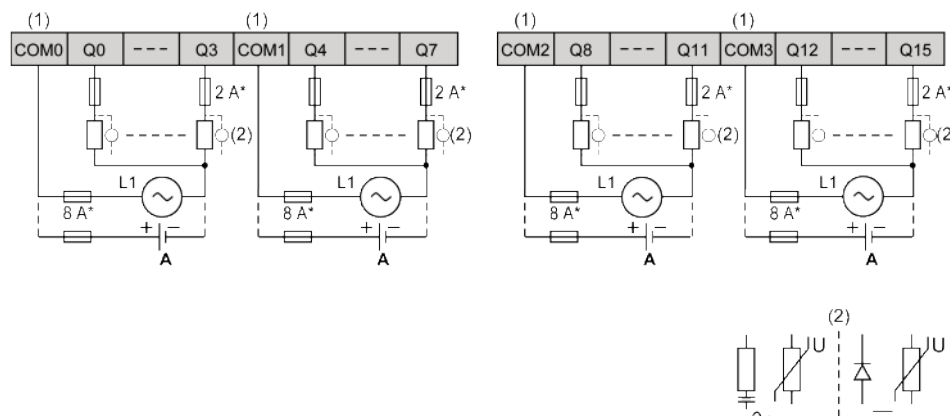 (1) (1) (1) (1)
COM0 Q0 --- Q3 COM1 Q4 --- Q7 COM2 Q8 --- Q11 COM3 Q12 --- Q15
2 A* 2 A* 2 A* 2 A*
(2) (2) (2) (2
L1 L1 L1 L1
8 A* 8 A* 8 A* 8 A*
+ − + − + − + −
A A A A
(2)
U U